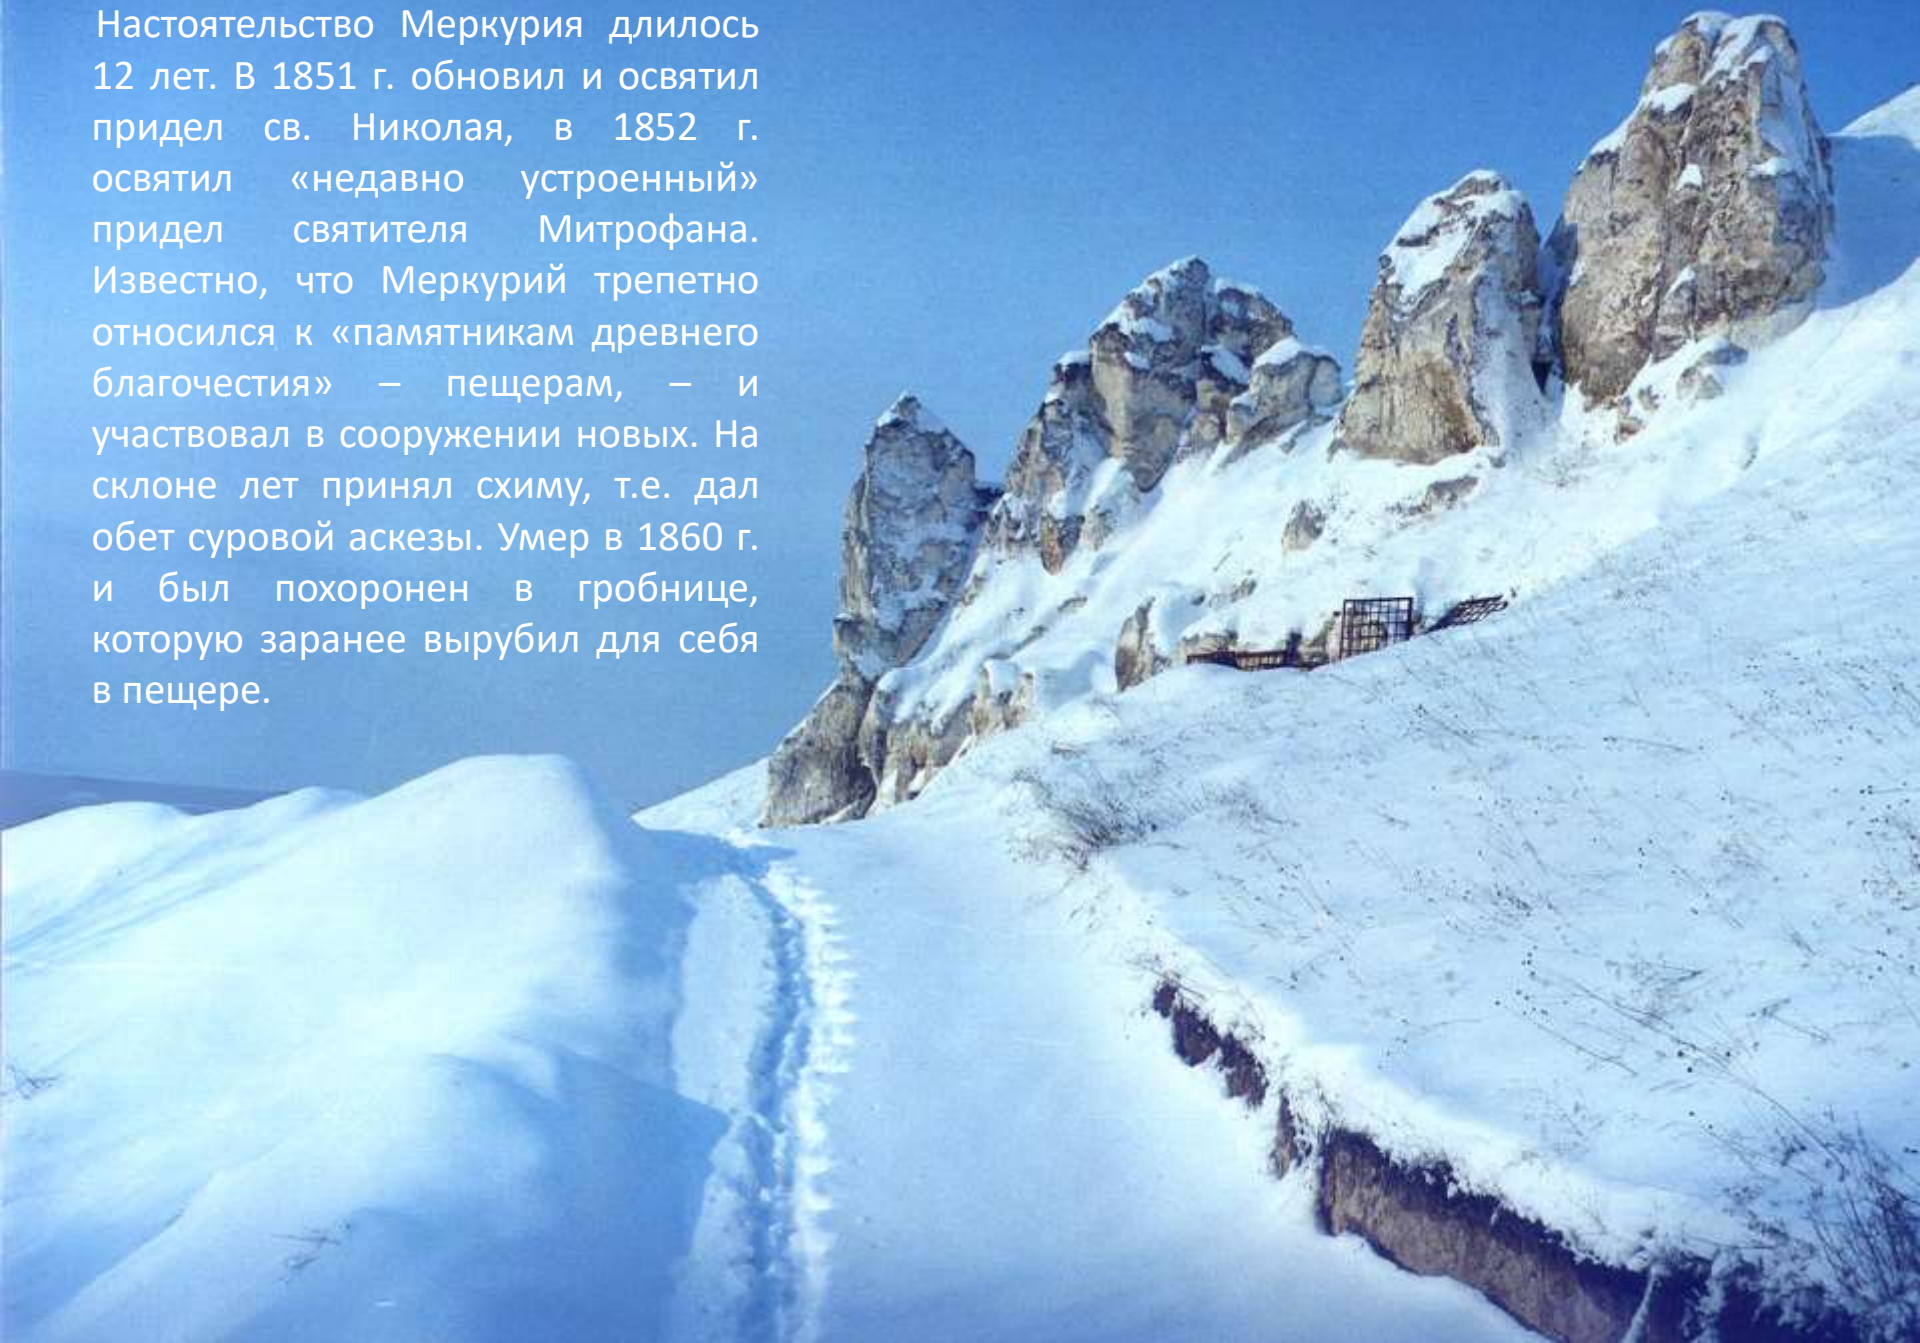 Настоятельство Меркурия длилось
12 лет. В 1851 г. обновил и освятил
придел св. Николая, в 1852 г.
освятил «недавно устроенный»
придел святителя Митрофана.
Известно, что Меркурий трепетно
относился к «памятникам древнего
благочестия» – пещерам, – и
участвовал в сооружении новых. На
склоне лет принял схиму, т.е. дал
обет суровой аскезы. Умер в 1860 г.
и был похоронен в гробнице,
которую заранее вырубил для себя
в пещере.